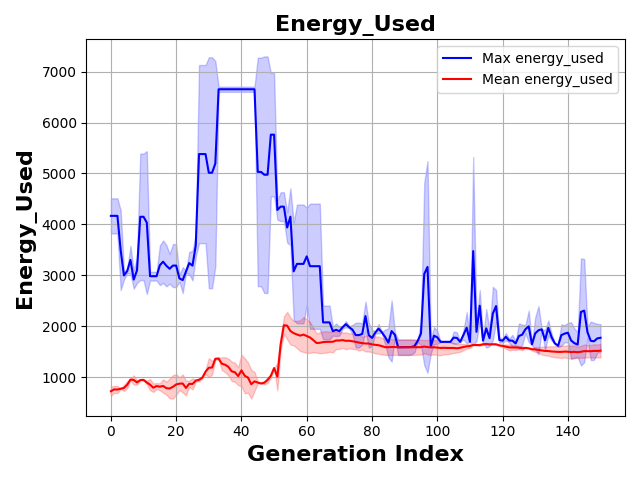 Energy_Used
Max energy_used
Mean energy_used
7000
6000
5000
4000
3000
2000
1000
Energy_Used
0 20 40 60 80 100 120 140
Generation Index